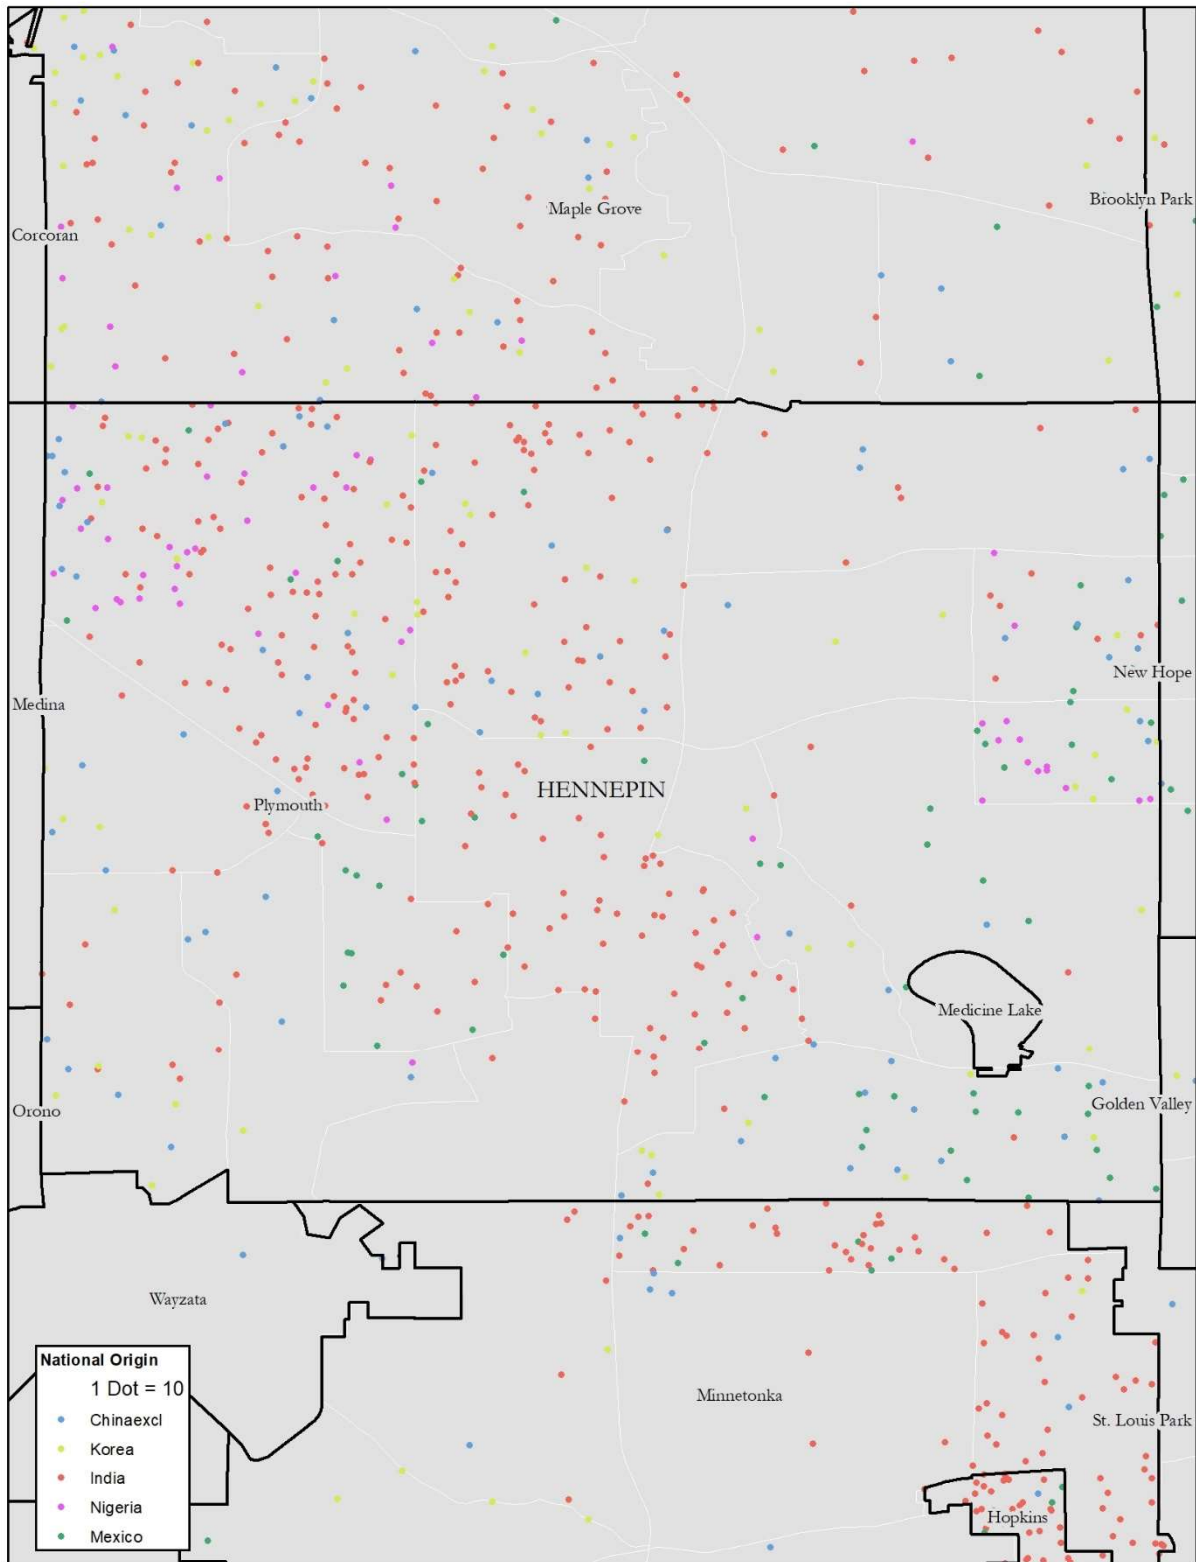 Maple Grove
Brooklyn Park
Corcoran
New Hope
Medina
HENNEPIN
Plymouth
Medicine Lake
Orono
Golden Valley
Wayzata
National Origin
1 Dot = 10
Chinaexcl
Korea
India
Nigeria
Mexico
Minnetonka
St. Louis Park
Hopkins